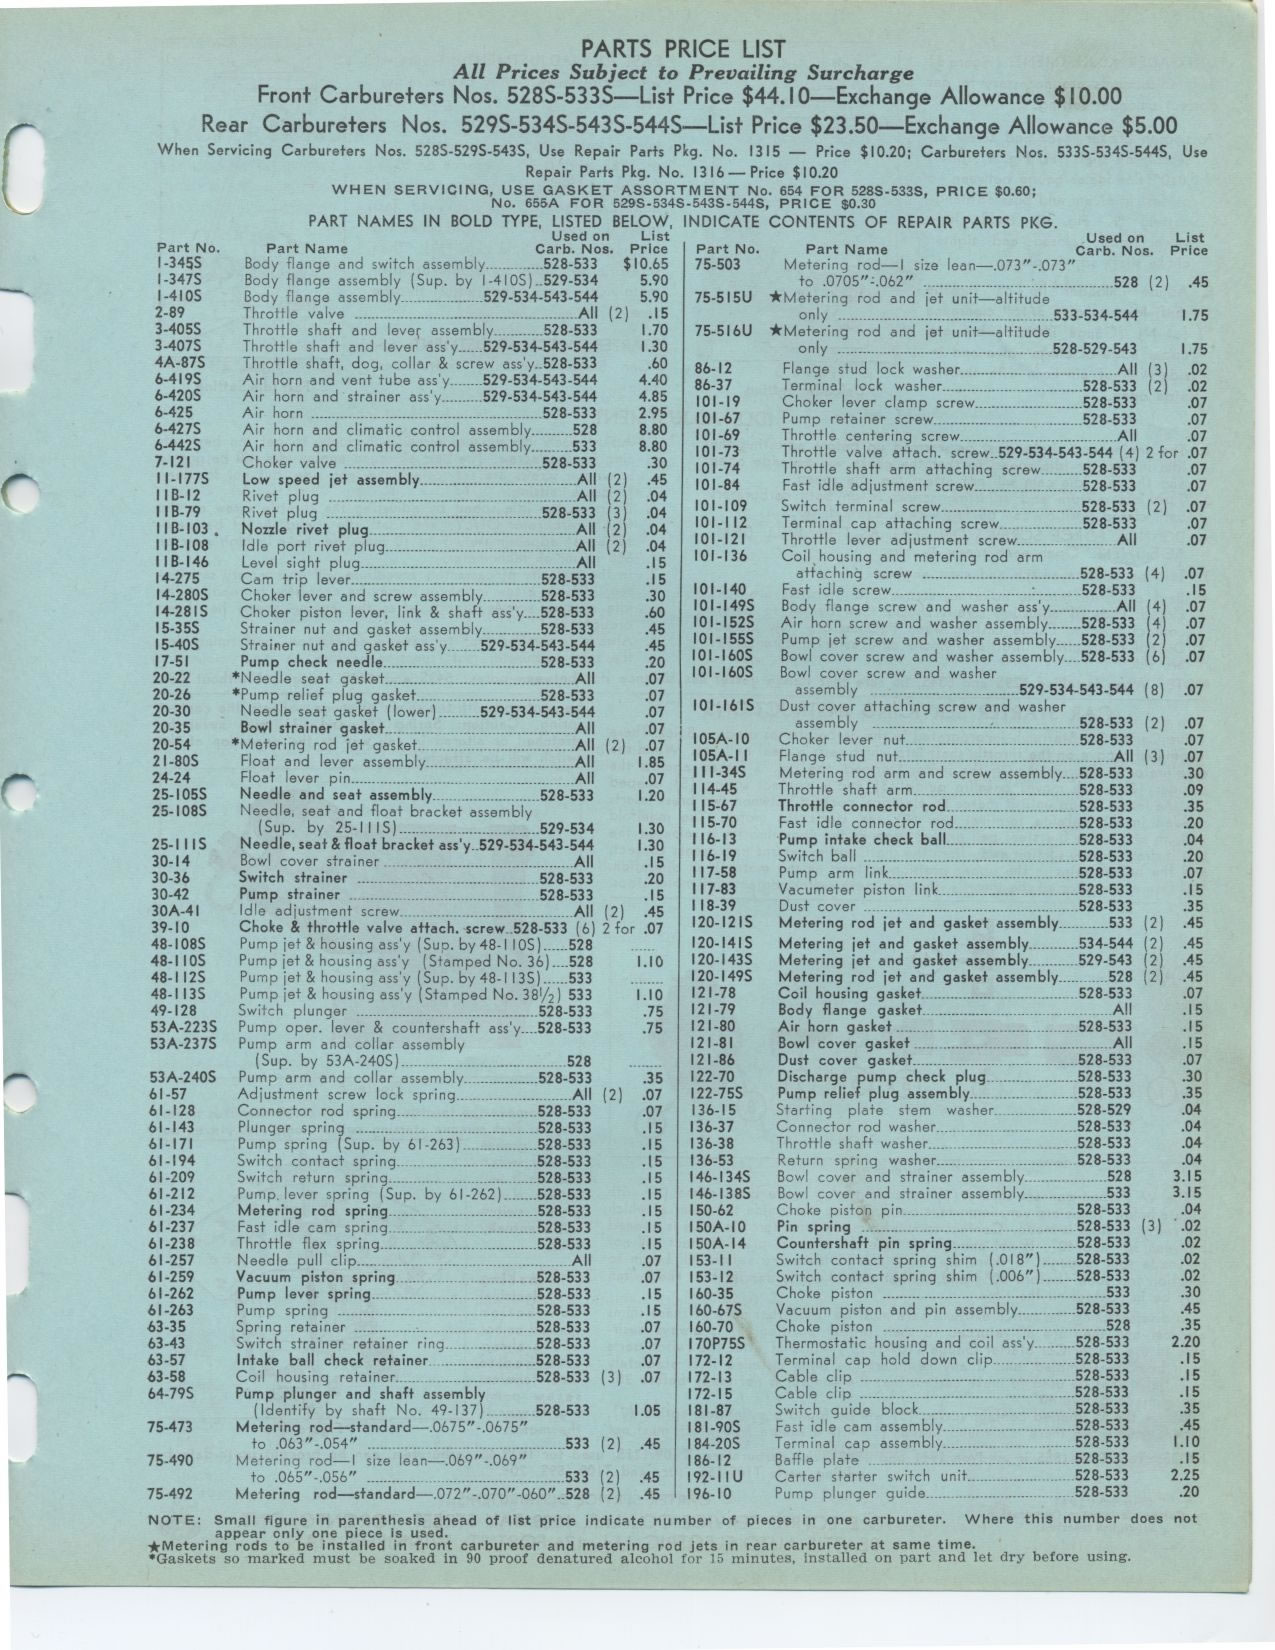 PARTS PRICE LIST
All Prices Subject to Prevailing Surcharge
Front Carbureters Nos. 528S-533S—List Price $44.10—Exchange Allowance $10.00
Rear Carbureters Nos. 529S-534S-543S-544S—List Price $23.50—Exchange Allowance $5.00
When Servicing Carbureters Nos. 528S-529S-543S, Use Repair Parts Pkg. No. 1315 — Price $10.20; Carbureters Nos. 533S-534S-544S, Use
Repair Parts Pkg. No. 1316 — Price $10.20
WHEN SERVICING, USE GASKET ASSORTMENT No. 654 FOR 528S-533S, PRICE $0.60;
No. 655A FOR 529S-534S-543S-544S, PRICE $0.30
PART NAMES IN BOLD TYPE, LISTED BELOW, INDICATE CONTENTS OF REPAIR PARTS PKG.
Used on List
Part No. Part Name Carb. Nos. Price
1-345S Body flange and switch assembly 528-533 $10.65
1-347S Body flange assembly (Sup. by 1-410S) 529-534 5.90
1-410S Body flange assembly 529-534-543-544 5.90
2-89 Throttle valve All (2) .15
3-405S Throttle shaft and lever assembly 528-533 1.70
3-407S Throttle shaft and lever ass'y 529-534-543-544 1.30
4A-87S Throttle shaft, dog, collar & screw ass'y 528-533 .60
6-419S Air horn and vent tube ass'y 529-534-543-544 4.40
6-420S Air horn and strainer ass'y 529-534-543-544 4.85
6-425 Air horn 528-533 2.95
6-427S Air horn and climatic control assembly 528 8.80
6-442S Air horn and climatic control assembly 533 8.80
7-121 Choker valve 528-533 .30
11-177S Low speed jet assembly All (2) .45
11B-12 Rivet plug All (2) .04
11B-79 Rivet plug 528-533 (3) .04
11B-103 Nozzle rivet plug All (2) .04
11B-108 Idle port rivet plug All (2) .04
11B-146 Level sight plug All .15
14-275 Cam trip lever 528-533 .15
14-280S Choker lever and screw assembly 528-533 .30
14-281S Choker piston lever, link & shaft ass'y 528-533 .60
15-35S Strainer nut and gasket assembly 528-533 .45
15-40S Strainer nut and gasket ass'y 529-534-543-544 .45
17-51 Pump check needle 528-533 .20
20-22 *Needle seat gasket All .07
20-26 *Pump relief plug gasket 528-533 .07
20-30 Needle seat gasket (lower) 529-534-543-544 .07
20-35 Bowl strainer gasket All .07
20-54 *Metering rod jet gasket All (2) .07
21-80S Float and lever assembly All 1.85
24-24 Float lever pin All .07
25-105S Needle and seat assembly 528-533 1.20
25-108S Needle, seat and float bracket assembly
(Sup. by 25-111S) 529-534 1.30
25-111S Needle, seat & float bracket ass'y 529-534-543-544 1.30
30-14 Bowl cover strainer All .15
30-36 Switch strainer 528-533 .20
30-42 Pump strainer 528-533 .15
30A-41 Idle adjustment screw All (2) .45
39-10 Choke & throttle valve attach. screw 528-533 (6) 2 for .07
48-108S Pump jet & housing ass'y (Sup. by 48-110S) 528
48-110S Pump jet & housing ass'y (Stamped No. 36) 528 1.10
48-112S Pump jet & housing ass'y (Sup. by 48-113S) 533
48-113S Pump jet & housing ass'y (Stamped No. 38½) 533 1.10
49-128 Switch plunger 528-533 .75
53A-223S Pump oper. lever & countershaft ass'y 528-533 .75
53A-237S Pump arm and collar assembly
(Sup. by 53A-240S) 528
53A-240S Pump arm and collar assembly 528-533 .35
61-57 Adjustment screw lock spring All (2) .07
61-128 Connector rod spring 528-533 .07
61-143 Plunger spring 528-533 .15
61-171 Pump spring (Sup. by 61-263) 528-533 .15
61-194 Switch contact spring 528-533 .15
61-209 Switch return spring 528-533 .15
61-212 Pump lever spring (Sup. by 61-262) 528-533 .15
61-234 Metering rod spring 528-533 .15
61-237 Fast idle cam spring 528-533 .15
61-238 Throttle flex spring 528-533 .15
61-257 Needle pull clip All .07
61-259 Vacuum piston spring 528-533 .07
61-262 Pump lever spring 528-533 .15
61-263 Pump spring 528-533 .15
63-35 Spring retainer 528-533 .07
63-43 Switch strainer retainer ring 528-533 .07
63-57 Intake ball check retainer 528-533 .07
63-58 Coil housing retainer 528-533 (3) .07
64-79S Pump plunger and shaft assembly
(Identify by shaft No. 49-137) 528-533 1.05
75-473 Metering rod—standard—.0675"-.0675"
to .063"-.054" 533 (2) .45
75-490 Metering rod—1 size lean—.069"-.069"
to .065"-.056" 533 (2) .45
75-492 Metering rod—standard—.072"-.070"-060" 528 (2) .45
Used on List
Part No. Part Name Carb. Nos. Price
75-503 Metering rod—1 size lean—.073"-.073"
to .0705"-.062" 528 (2) .45
75-515U ★Metering rod and jet unit—altitude
only 533-534-544 1.75
75-516U ★Metering rod and jet unit—altitude
only 528-529-543 1.75
86-12 Flange stud lock washer All (3) .02
86-37 Terminal lock washer 528-533 (2) .02
101-19 Choker lever clamp screw 528-533 .07
101-67 Pump retainer screw 528-533 .07
101-69 Throttle centering screw All .07
101-73 Throttle valve attach. screw 529-534-543-544 (4) 2 for .07
101-74 Throttle shaft arm attaching screw 528-533 .07
101-84 Fast idle adjustment screw 528-533 .07
101-109 Switch terminal screw 528-533 (2) .07
101-112 Terminal cap attaching screw 528-533 .07
101-121 Throttle lever adjustment screw All .07
101-136 Coil housing and metering rod arm
attaching screw 528-533 (4) .07
101-140 Fast idle screw 528-533 .15
101-149S Body flange screw and washer ass'y All (4) .07
101-152S Air horn screw and washer assembly 528-533 (4) .07
101-155S Pump jet screw and washer assembly 528-533 (2) .07
101-160S Bowl cover screw and washer assembly 528-533 (6) .07
101-160S Bowl cover screw and washer
assembly 529-534-543-544 (8) .07
101-161S Dust cover attaching screw and washer
assembly 528-533 (2) .07
105A-10 Choker lever nut 528-533 .07
105A-11 Flange stud nut All (3) .07
111-34S Metering rod arm and screw assembly 528-533 .30
114-45 Throttle shaft arm 528-533 .09
115-67 Throttle connector rod 528-533 .35
115-70 Fast idle connector rod 528-533 .20
116-13 Pump intake check ball 528-533 .04
116-19 Switch ball 528-533 .20
117-58 Pump arm link 528-533 .07
117-83 Vacumeter piston link 528-533 .15
118-39 Dust cover 528-533 .35
120-121S Metering rod jet and gasket assembly 533 (2) .45
120-141S Metering jet and gasket assembly 534-544 (2) .45
120-143S Metering jet and gasket assembly 529-543 (2) .45
120-149S Metering rod jet and gasket assembly 528 (2) .45
121-78 Coil housing gasket 528-533 .07
121-79 Body flange gasket All .15
121-80 Air horn gasket 528-533 .15
121-81 Bowl cover gasket All .15
121-86 Dust cover gasket 528-533 .07
122-70 Discharge pump check plug 528-533 .30
122-75S Pump relief plug assembly 528-533 .35
136-15 Starting plate stem washer 528-529 .04
136-37 Connector rod washer 528-533 .04
136-38 Throttle shaft washer 528-533 .04
136-53 Return spring washer 528-533 .04
146-134S Bowl cover and strainer assembly 528 3.15
146-138S Bowl cover and strainer assembly 533 3.15
150-62 Choke piston pin 528-533 .04
150A-10 Pin spring 528-533 (3) .02
150A-14 Countershaft pin spring 528-533 .02
153-11 Switch contact spring shim (.018") 528-533 .02
153-12 Switch contact spring shim (.006") 528-533 .02
160-35 Choke piston 533 .30
160-67S Vacuum piston and pin assembly 528-533 .45
160-70 Choke piston 528 .35
170P75S Thermostatic housing and coil ass'y 528-533 2.20
172-12 Terminal cap hold down clip 528-533 .15
172-13 Cable clip 528-533 .15
172-15 Cable clip 528-533 .15
181-87 Switch guide block 528-533 .35
181-90S Fast idle cam assembly 528-533 .45
184-20S Terminal cap assembly 528-533 1.10
186-12 Baffle plate 528-533 .15
192-11U Carter starter switch unit 528-533 2.25
196-10 Pump plunger guide 528-533 .20
NOTE: Small figure in parenthesis ahead of list price indicate number of pieces in one carbureter. Where this number does not
appear only one piece is used.
★Metering rods to be installed in front carbureter and metering rod jets in rear carbureter at same time.
*Gaskets so marked must be soaked in 90 proof denatured alcohol for 15 minutes, installed on part and let dry before using.